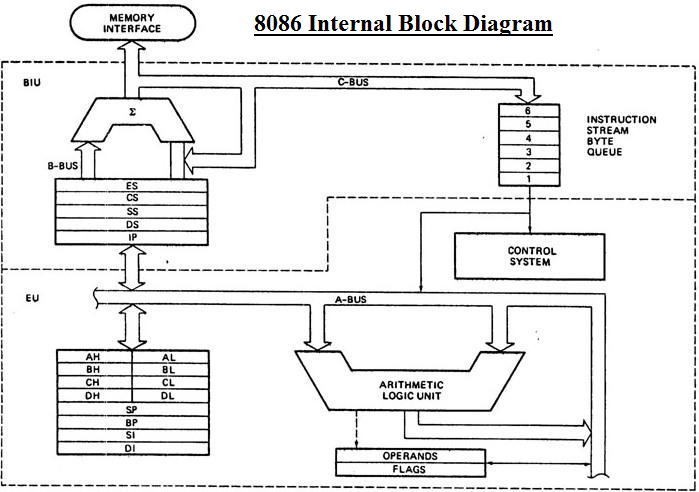 8086 Internal Block Diagram
MEMORY
INTERFACE
BIU
C-BUS
Σ
B-BUS
ES
CS
SS
DS
IP
6
5
4
3
2
1
INSTRUCTION
STREAM
BYTE
QUEUE
CONTROL
SYSTEM
EU
A-BUS
AH AL
BH BL
CH CL
DH DL
SP
BP
SI
DI
ARITHMETIC
LOGIC UNIT
OPERANDS
FLAGS